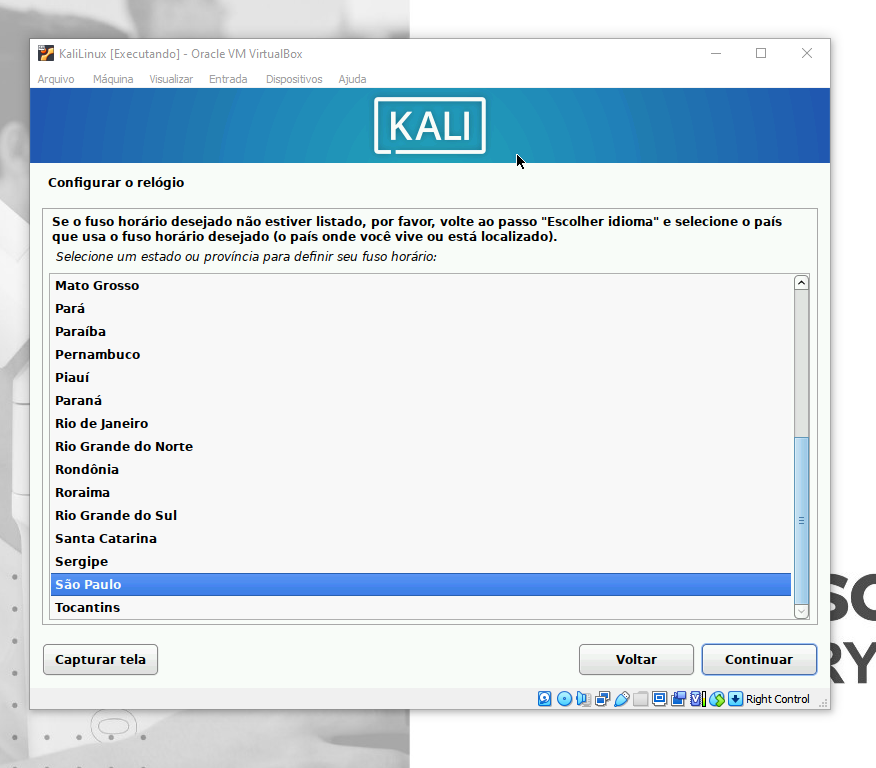 KaliLinux [Executando] - Oracle VM VirtualBox
Arquivo Máquina Visualizar Entrada Dispositivos Ajuda
KALI
Configurar o relógio
Se o fuso horário desejado não estiver listado, por favor, volte ao passo "Escolher idioma" e selecione o país
que usa o fuso horário desejado (o país onde você vive ou está localizado).
Selecione um estado ou província para definir seu fuso horário:
Mato Grosso
Pará
Paraíba
Pernambuco
Piauí
Paraná
Rio de Janeiro
Rio Grande do Norte
Rondônia
Roraima
Rio Grande do Sul
Santa Catarina
Sergipe
São Paulo
Tocantins
Capturar tela Voltar Continuar
Right Control